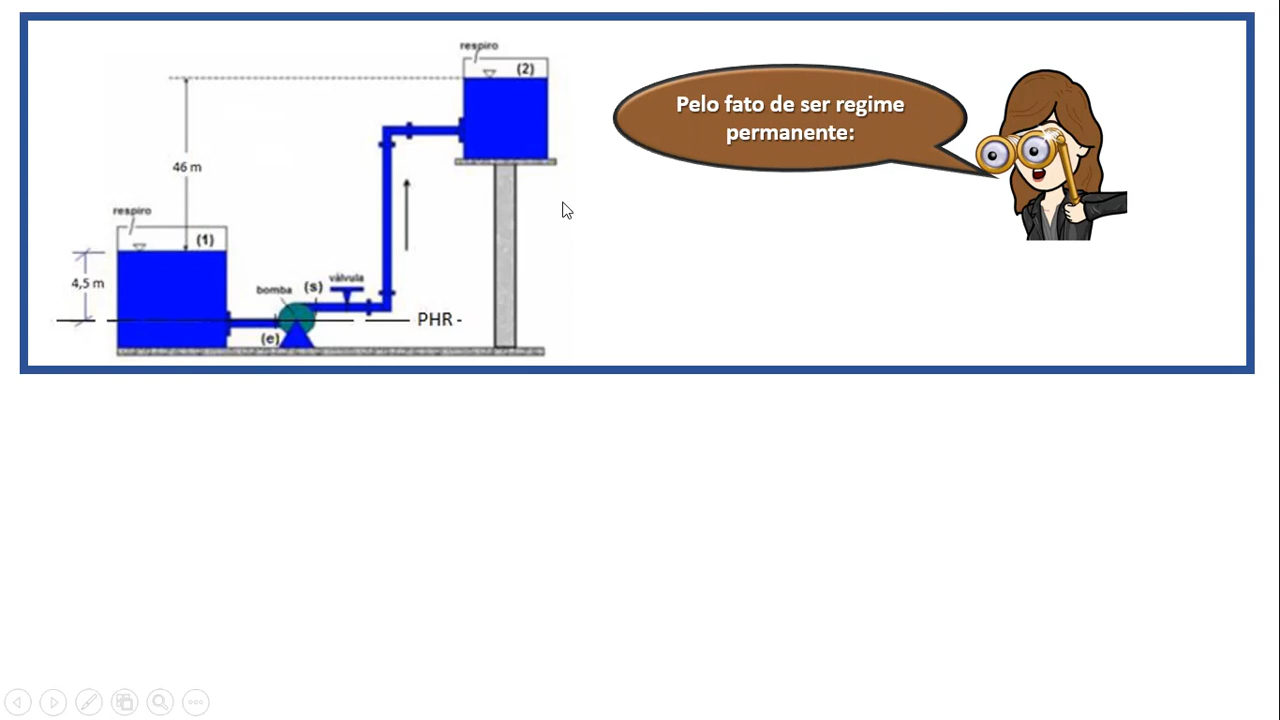 respiro
(2)
46 m
respiro
(1)
4,5 m
bomba
(s)
válvula
(e)
PHR -
Pelo fato de ser regime
permanente: